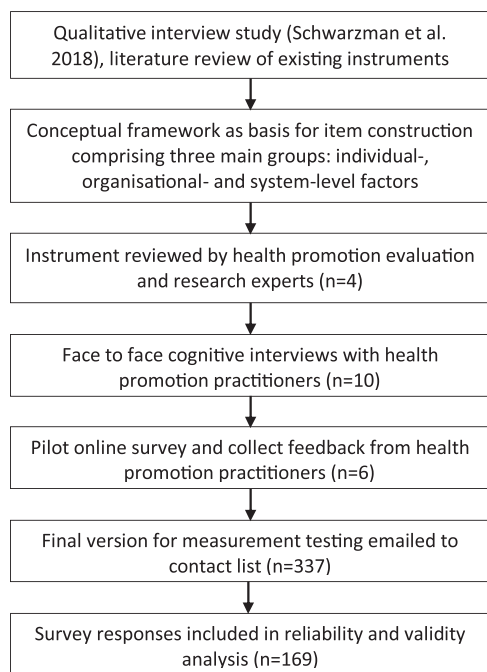 Qualitative interview study (Schwarzman et al.
2018), literature review of existing instruments
Conceptual framework as basis for item construction
comprising three main groups: individual-,
organisational- and system-level factors
Instrument reviewed by health promotion evaluation
and research experts (n=4)
Face to face cognitive interviews with health
promotion practitioners (n=10)
Pilot online survey and collect feedback from health
promotion practitioners (n=6)
Final version for measurement testing emailed to
contact list (n=337)
Survey responses included in reliability and validity
analysis (n=169)